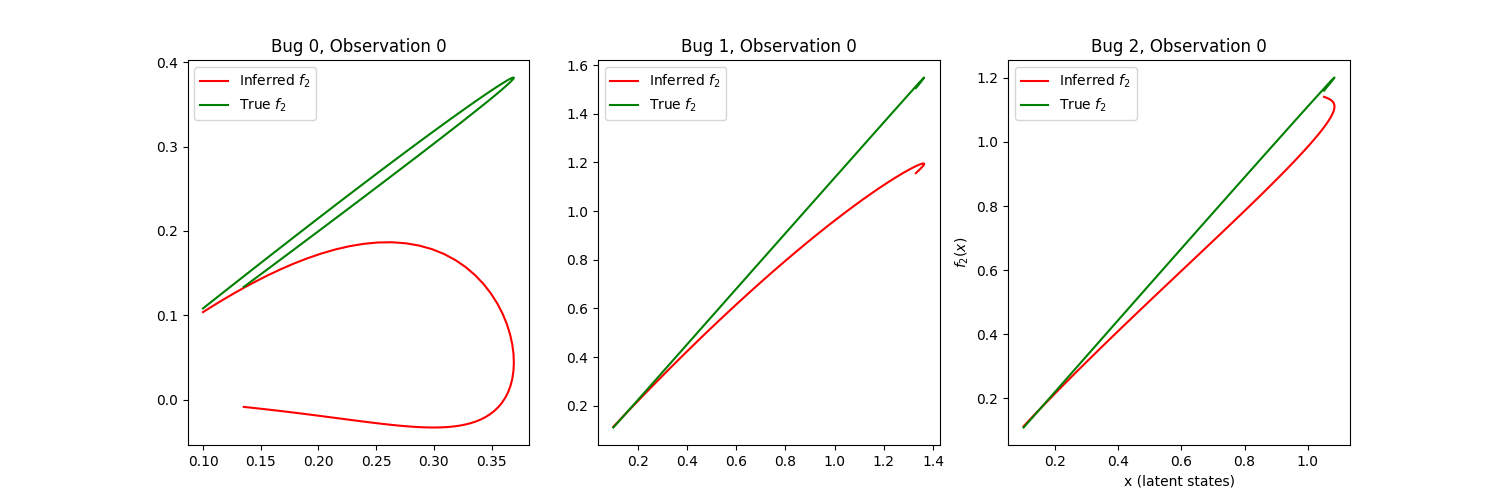 Bug 0, Observation 0
Inferred f₂
True f₂
0.4
0.3
0.2
0.1
0.0
0.10 0.15 0.20 0.25 0.30 0.35
Bug 1, Observation 0
Inferred f₂
True f₂
1.6
1.4
1.2
1.0
0.8
0.6
0.4
0.2
0.2 0.4 0.6 0.8 1.0 1.2 1.4
Bug 2, Observation 0
Inferred f₂
True f₂
f₂(x)
1.2
1.0
0.8
0.6
0.4
0.2
0.2 0.4 0.6 0.8 1.0
x (latent states)